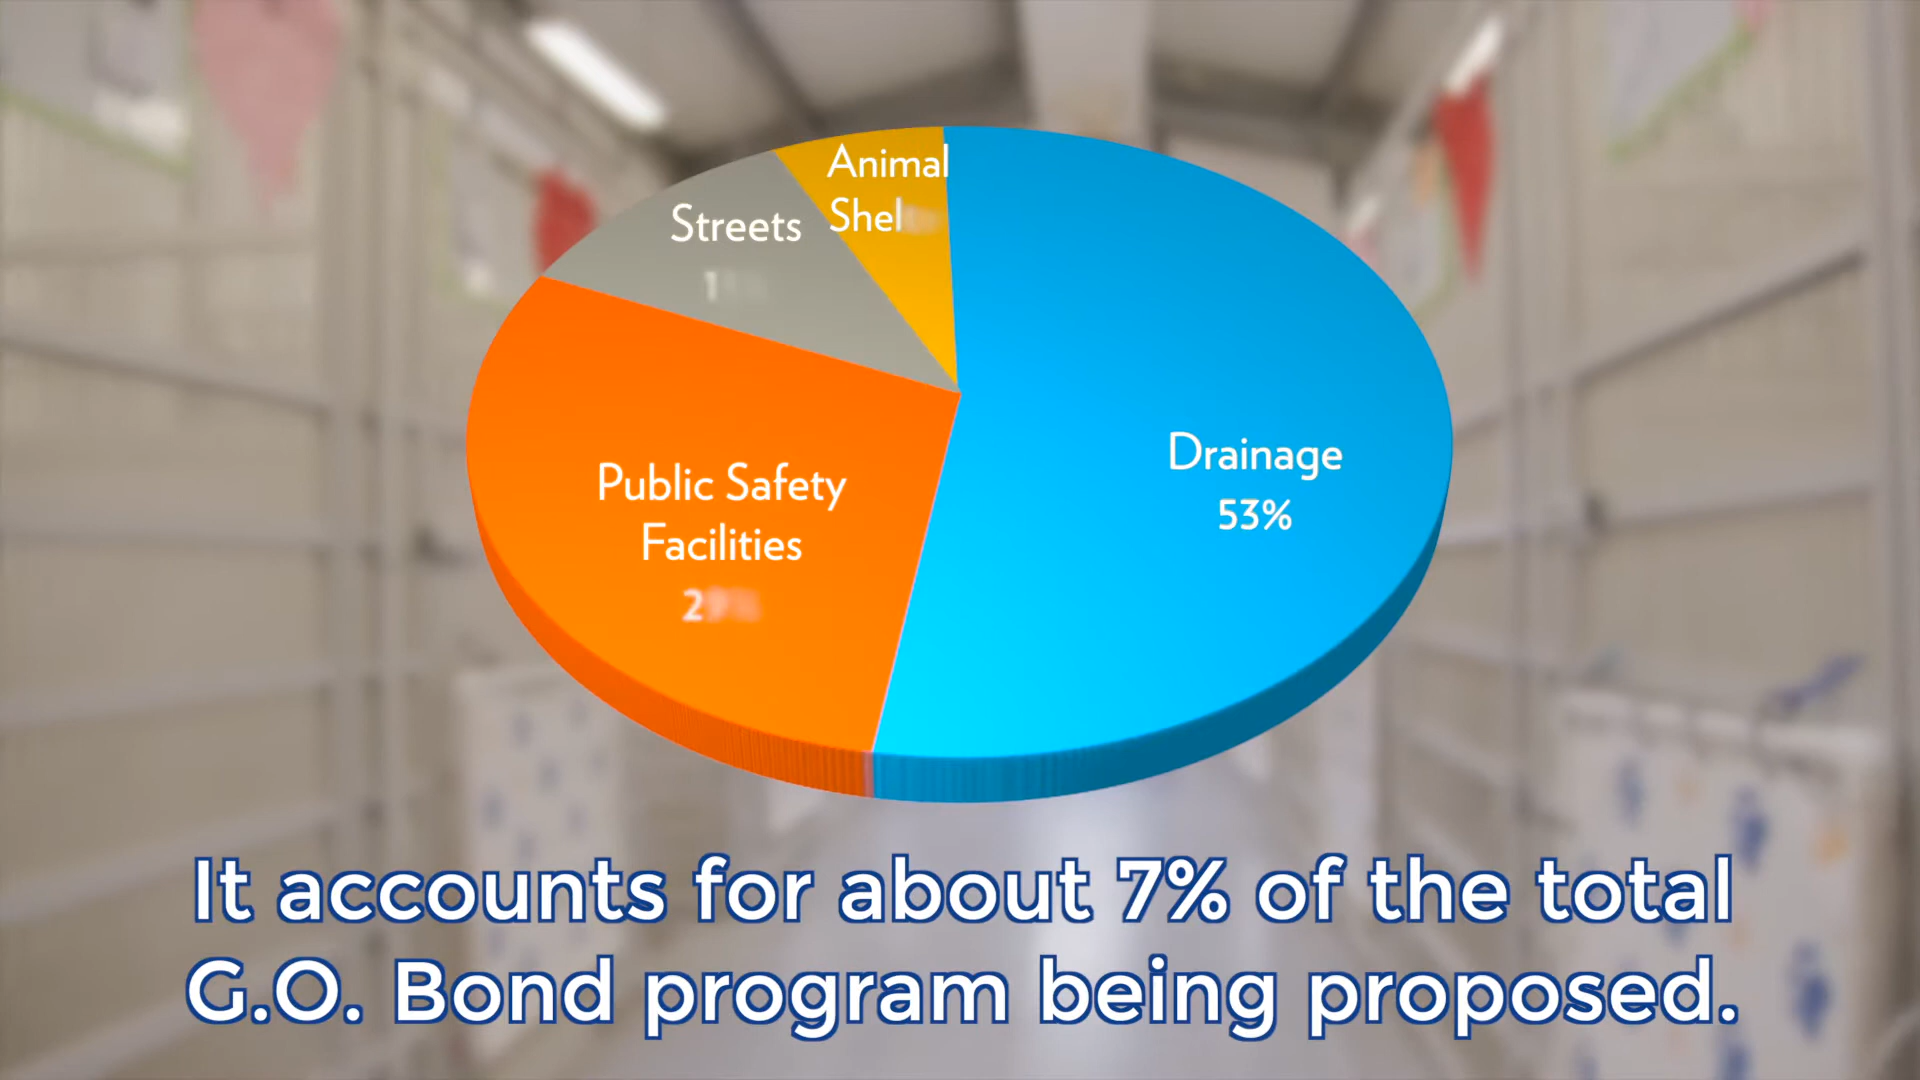 Animal
Streets
Drainage
53%
Public Safety
Facilities
It accounts for about 7% of the total
G.O. Bond program being proposed.